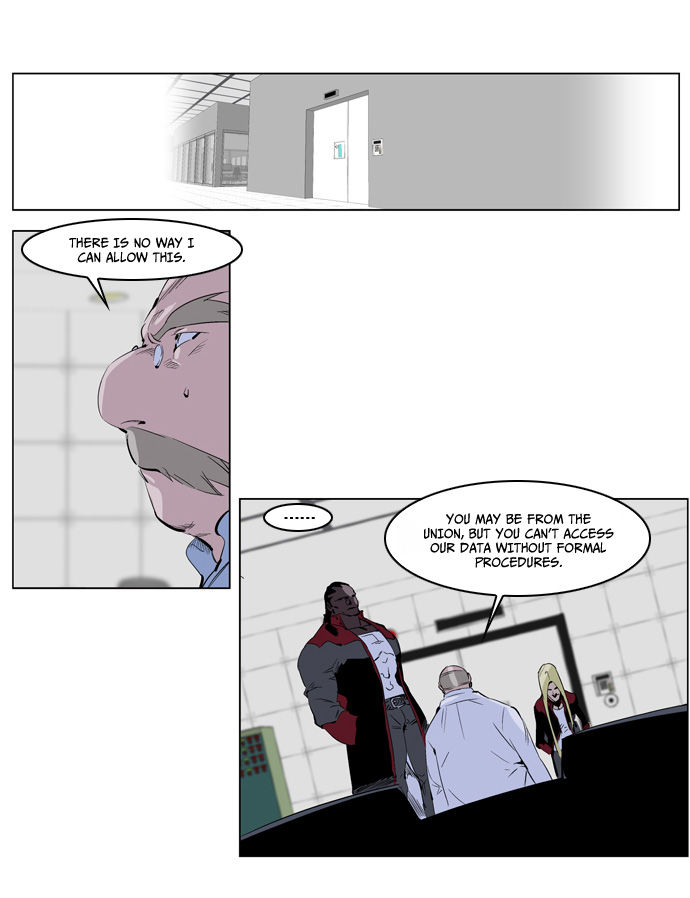 THERE IS NO WAY I
CAN ALLOW THIS.
------
YOU MAY BE FROM THE
UNION, BUT YOU CAN'T ACCESS
OUR DATA WITHOUT FORMAL
PROCEDURES.